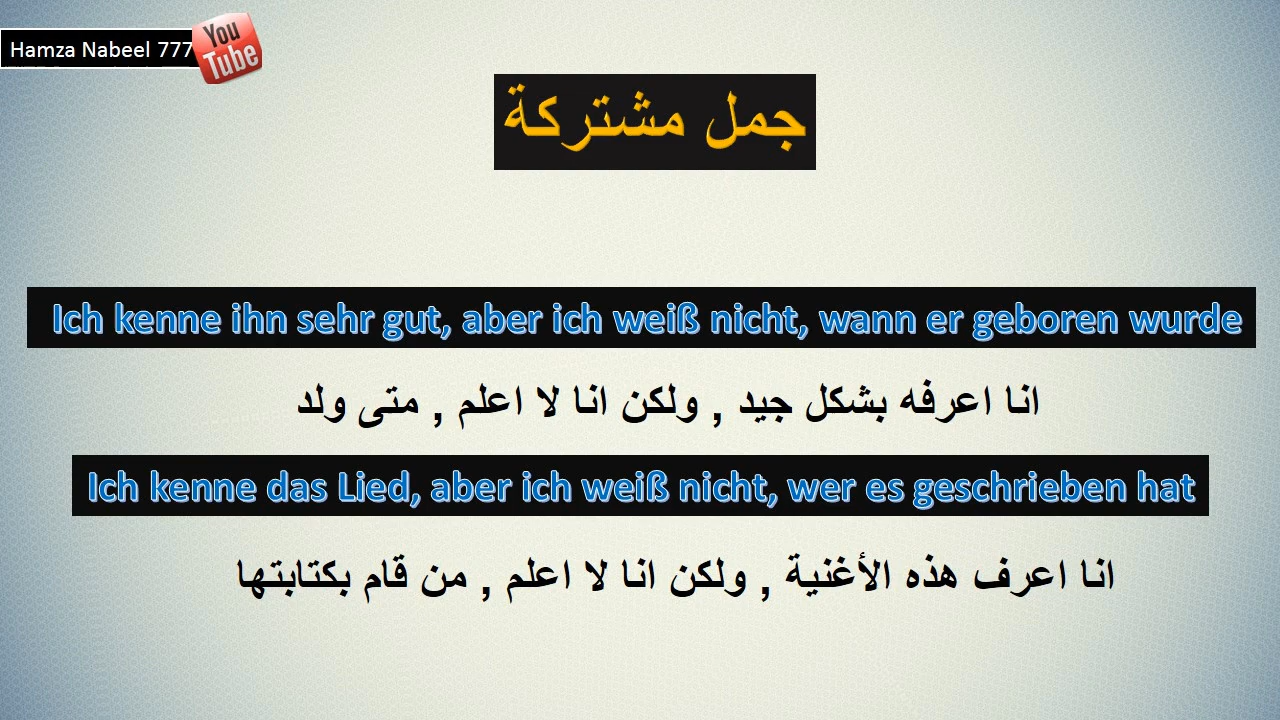 Hamza Nabeel 777
You
Tube
جمل مشتركة
Ich kenne ihn sehr gut, aber ich weiß nicht, wann er geboren wurde
انا اعرفه بشكل جيد , ولكن انا لا اعلم , متى ولد
Ich kenne das Lied, aber ich weiß nicht, wer es geschrieben hat
انا اعرف هذه الأغنية , ولكن انا لا اعلم , من قام بكتابتها